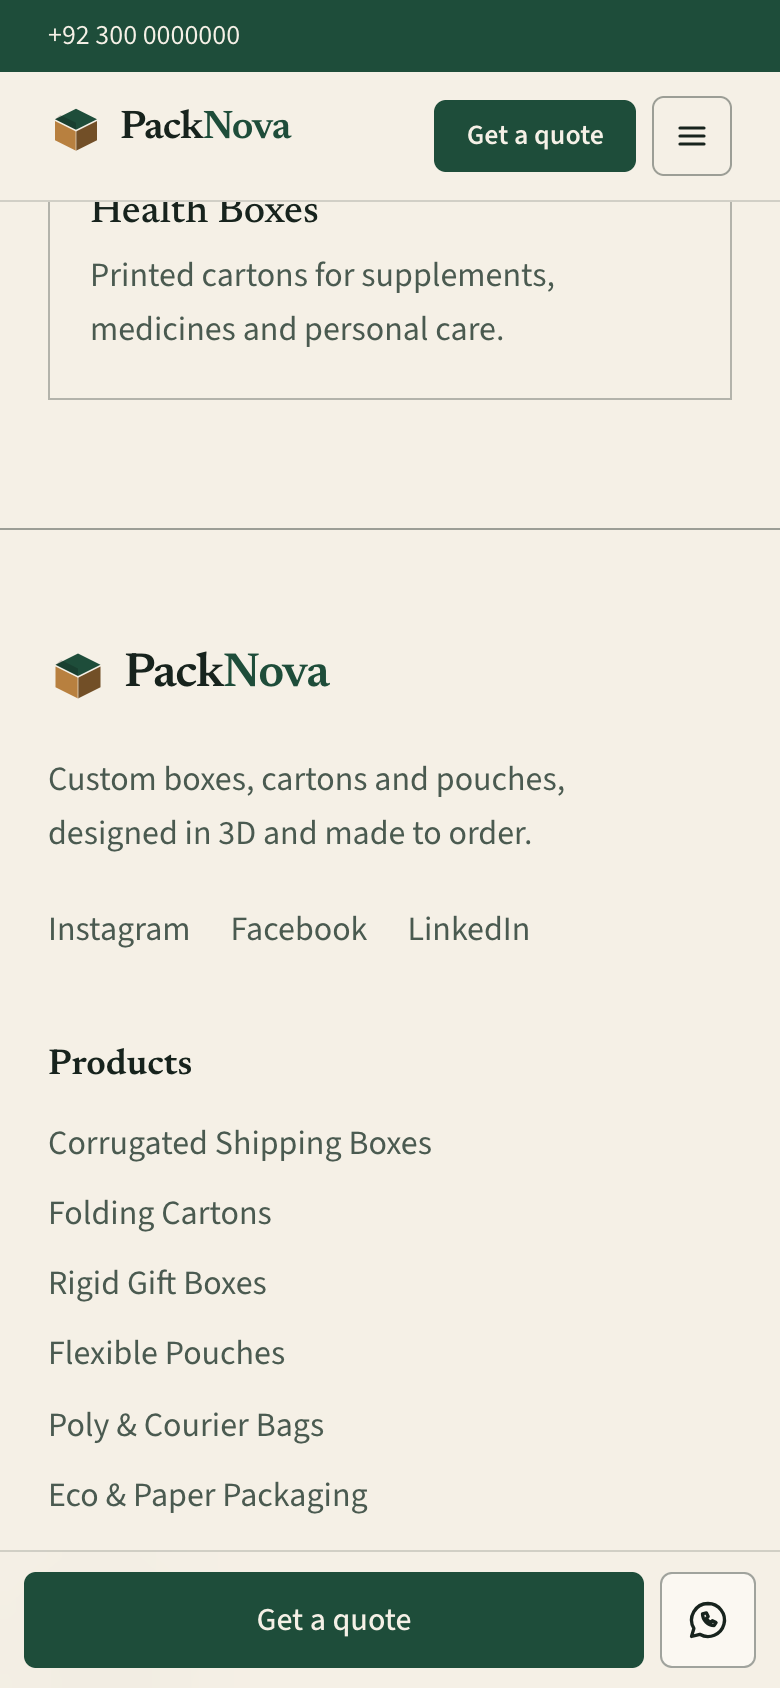 +92 300 0000000
PackNova
Get a quote
Health Boxes
Printed cartons for supplements,
medicines and personal care.
PackNova
Custom boxes, cartons and pouches,
designed in 3D and made to order.
Instagram Facebook LinkedIn
Products
Corrugated Shipping Boxes
Folding Cartons
Rigid Gift Boxes
Flexible Pouches
Poly & Courier Bags
Eco & Paper Packaging
Get a quote